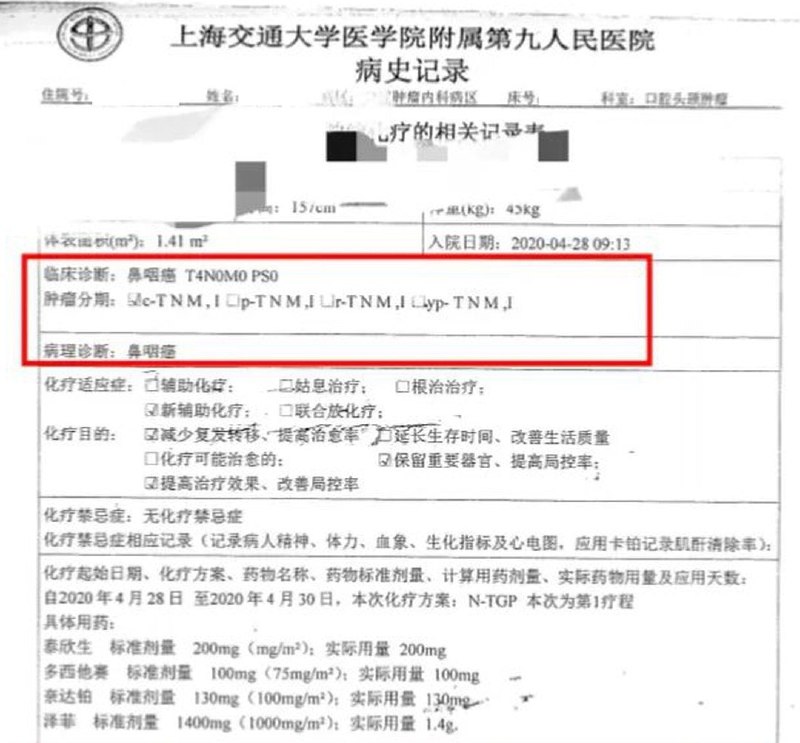 上海交通大学医学院附属第九人民医院
病史记录
住院号: 姓名: 肿瘤内科病区 床号: 科室:口腔头颈肿瘤
化疗的相关记录表
157cm 体重(kg): 45kg
体表面积(m²): 1.41 m² 入院日期: 2020-04-28 09:13
临床诊断: 鼻咽癌 T4N0M0 PS0
肿瘤分期: ☑c-T N M , I ☐p-T N M ,I ☐r-T N M ,I ☐yp- T N M ,I
病理诊断: 鼻咽癌
化疗适应症: ☐辅助化疗; ☐姑息治疗; ☐根治治疗;
☑新辅助化疗; ☐联合放化疗;
化疗目的: ☑减少复发转移、提高治愈率 ☐延长生存时间、改善生活质量
☐化疗可能治愈的; ☑保留重要器官、提高局控率;
☑提高治疗效果、改善局控率
化疗禁忌症: 无化疗禁忌症
化疗禁忌症相应记录(记录病人精神、体力、血象、生化指标及心电图,应用卡铂记录肌酐清除率):
化疗起始日期、化疗方案、药物名称、药物标准剂量、计算用药剂量、实际药物用量及应用天数:
自2020 年 4 月 28 日 至2020 年 4 月 30 日,本次化疗方案: N-TGP 本次为第1疗程
具体用药:
泰欣生 标准剂量 200mg (mg/m²); 实际用量 200mg
多西他赛 标准剂量 100mg (75mg/m²); 实际用量 100mg
奈达铂 标准剂量 130mg (100mg/m²); 实际用量 130mg
泽菲 标准剂量 1400mg (1000mg/m²); 实际用量 1.4g.